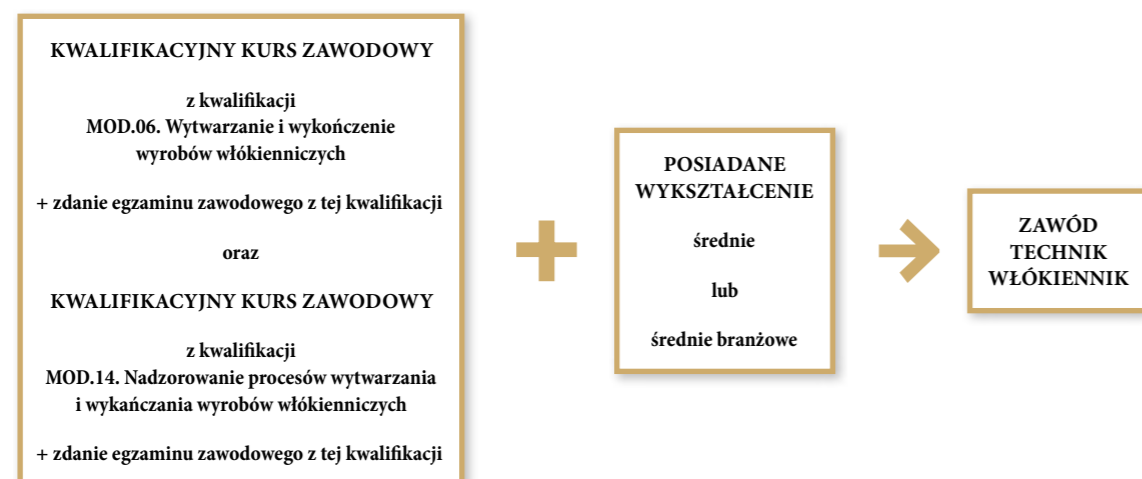 KWALIFIKACYJNY KURS ZAWODOWY
z kwalifikacji
MOD.06. Wytwarzanie i wykończenie
wyrobów włókienniczych
+ zdanie egzaminu zawodowego z tej kwalifikacji
oraz
KWALIFIKACYJNY KURS ZAWODOWY
z kwalifikacji
MOD.14. Nadzorowanie procesów wytwarzania
i wykańczania wyrobów włókienniczych
+ zdanie egzaminu zawodowego z tej kwalifikacji
+
POSIADANE
WYKSZTAŁCENIE
średnie
lub
średnie branżowe
→
ZAWÓD
TECHNIK
WŁÓKIENNIK